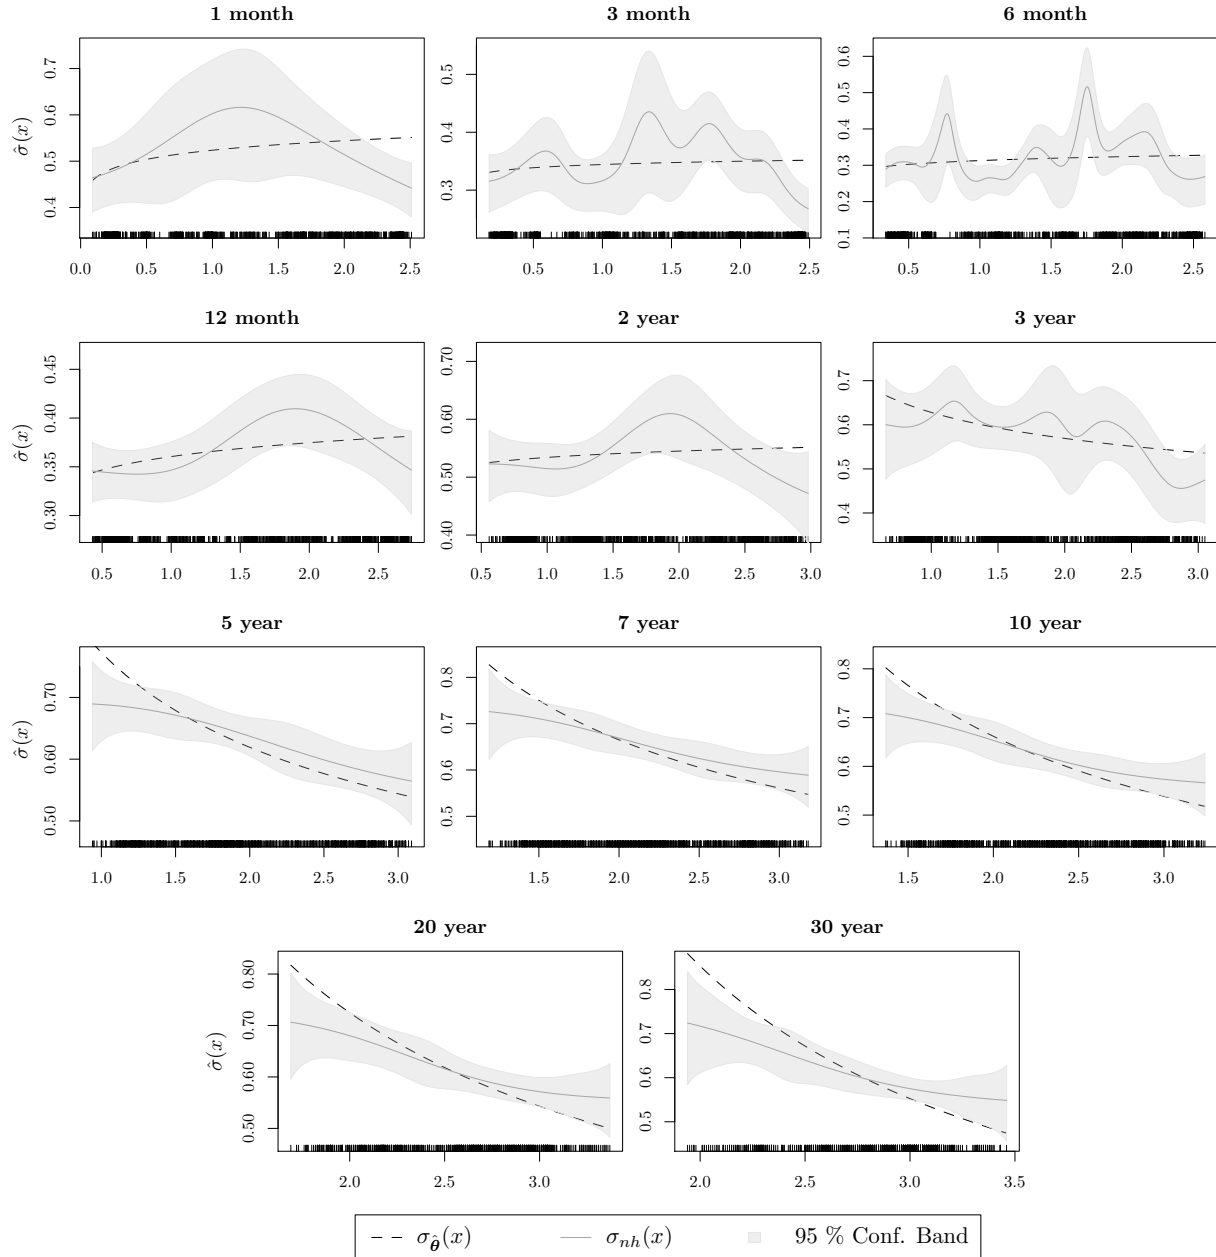 1 month
3 month
6 month
σ̂(x)
0.4 0.5 0.6 0.7
0.3 0.4 0.5
0.1 0.2 0.3 0.4 0.5 0.6
0.0 0.5 1.0 1.5 2.0 2.5
0.5 1.0 1.5 2.0 2.5
0.5 1.0 1.5 2.0 2.5
12 month
2 year
3 year
σ̂(x)
0.30 0.35 0.40 0.45
0.40 0.50 0.60 0.70
0.4 0.5 0.6 0.7
0.5 1.0 1.5 2.0 2.5
0.5 1.0 1.5 2.0 2.5 3.0
1.0 1.5 2.0 2.5 3.0
5 year
7 year
10 year
σ̂(x)
0.50 0.60 0.70
0.5 0.6 0.7 0.8
0.5 0.6 0.7 0.8
1.0 1.5 2.0 2.5 3.0
1.5 2.0 2.5 3.0
1.5 2.0 2.5 3.0
20 year
30 year
σ̂(x)
0.50 0.60 0.70 0.80
0.5 0.6 0.7 0.8
2.0 2.5 3.0
2.0 2.5 3.0 3.5
σ_θ̂(x) σ_nh(x) 95 % Conf. Band